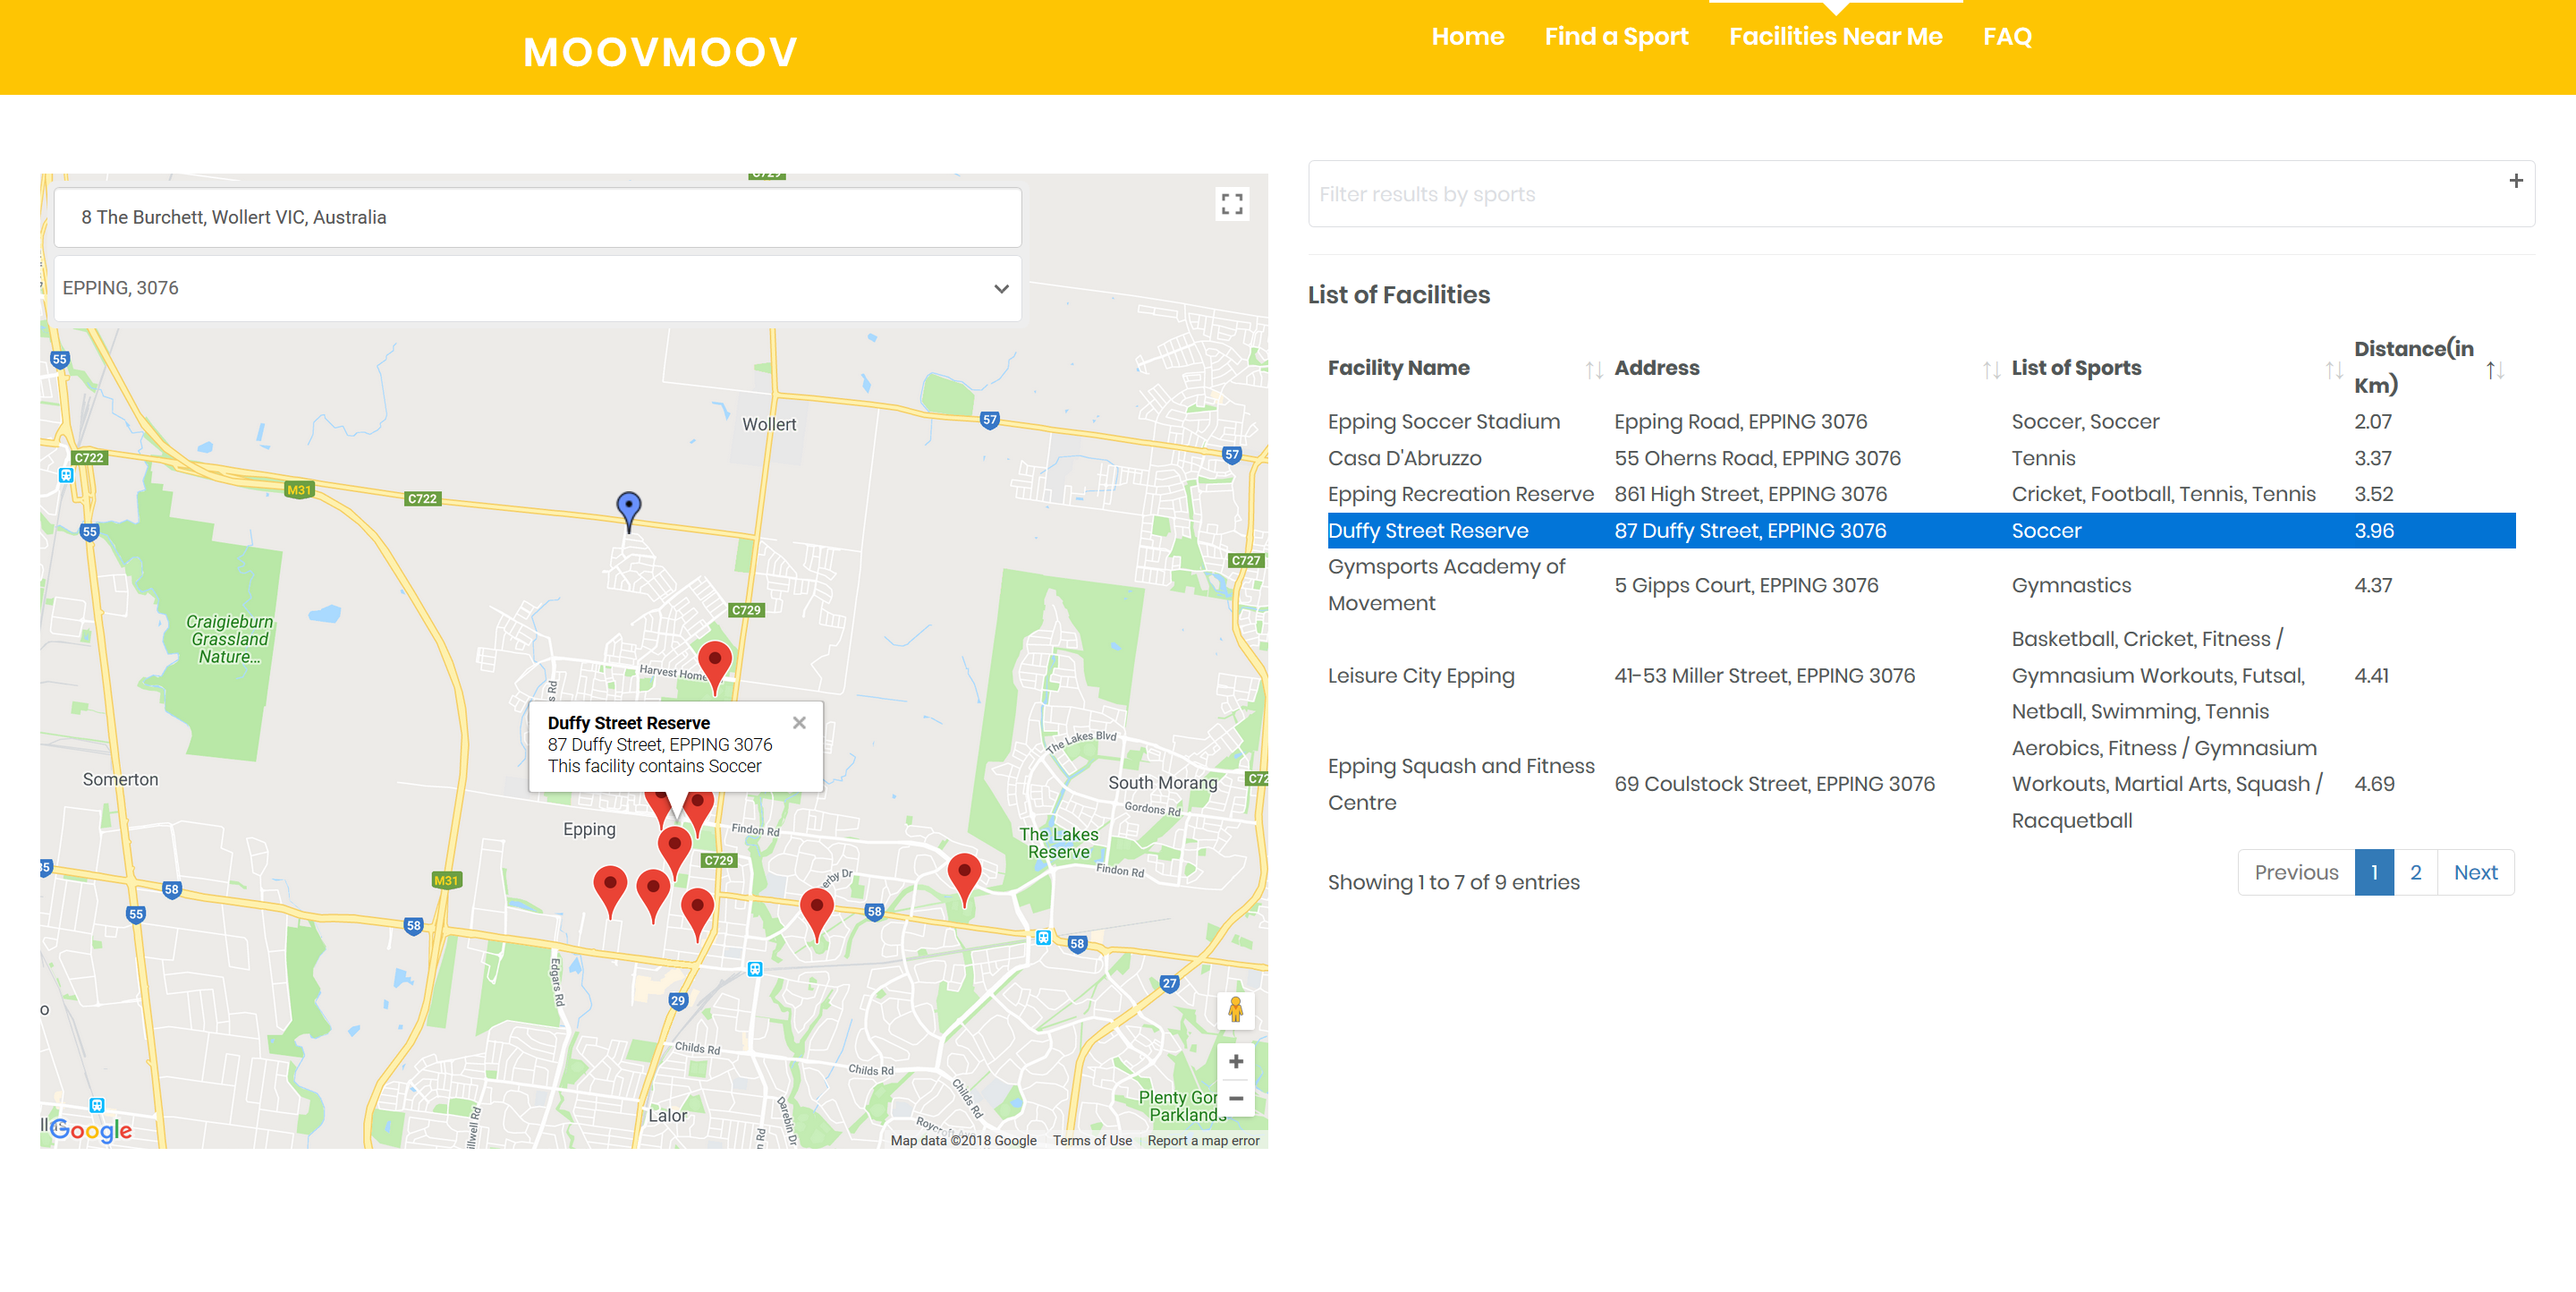 MOOVMOOV
Home
Find a Sport
Facilities Near Me
FAQ
8 The Burchett, Wollert VIC, Australia
EPPING, 3076
C729
55
57
Wollert
57
C722
M31
C722
55
C727
C729
Craigieburn
Grassland
Nature...
Harvest Home
s Rd
Duffy Street Reserve
87 Duffy Street, EPPING 3076
This facility contains Soccer
The Lakes Blvd
Somerton
South Morang
C72
Gordons Rd
Epping
Findon Rd
The Lakes
Reserve
C729
Findon Rd
erby Dr
M31
58
55
58
58
58
Edgars Rd
27
29
Childs Rd
Childs Rd
Childs Rd
Plenty Gor
Parklands
Lalor
Darebin Dr
n Rd
Google
Map data ©2018 Google
Terms of Use
Report a map error
Filter results by sports
+
List of Facilities
Facility Name
Address
List of Sports
Distance(in
Km)
Epping Soccer Stadium
Epping Road, EPPING 3076
Soccer, Soccer
2.07
Casa D'Abruzzo
55 Oherns Road, EPPING 3076
Tennis
3.37
Epping Recreation Reserve
861 High Street, EPPING 3076
Cricket, Football, Tennis, Tennis
3.52
Duffy Street Reserve
87 Duffy Street, EPPING 3076
Soccer
3.96
Gymsports Academy of
Movement
5 Gipps Court, EPPING 3076
Gymnastics
4.37
Leisure City Epping
41-53 Miller Street, EPPING 3076
Basketball, Cricket, Fitness /
Gymnasium Workouts, Futsal,
Netball, Swimming, Tennis
4.41
Epping Squash and Fitness
Centre
69 Coulstock Street, EPPING 3076
Aerobics, Fitness / Gymnasium
Workouts, Martial Arts, Squash /
Racquetball
4.69
Showing 1 to 7 of 9 entries
Previous
1
2
Next